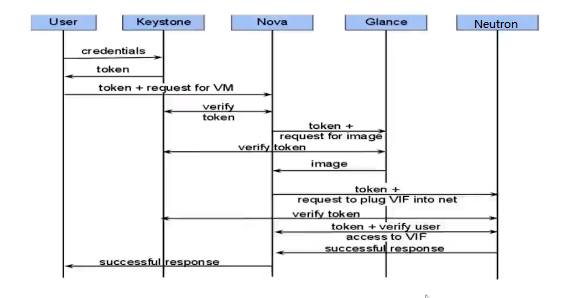 User Keystone Nova Glance Neutron
credentials
token
token + request for VM
verify
token
token +
request for image
verify token
image
token +
request to plug VIF into net
verify token
token + verify user
access to VIF
successful response
successful response